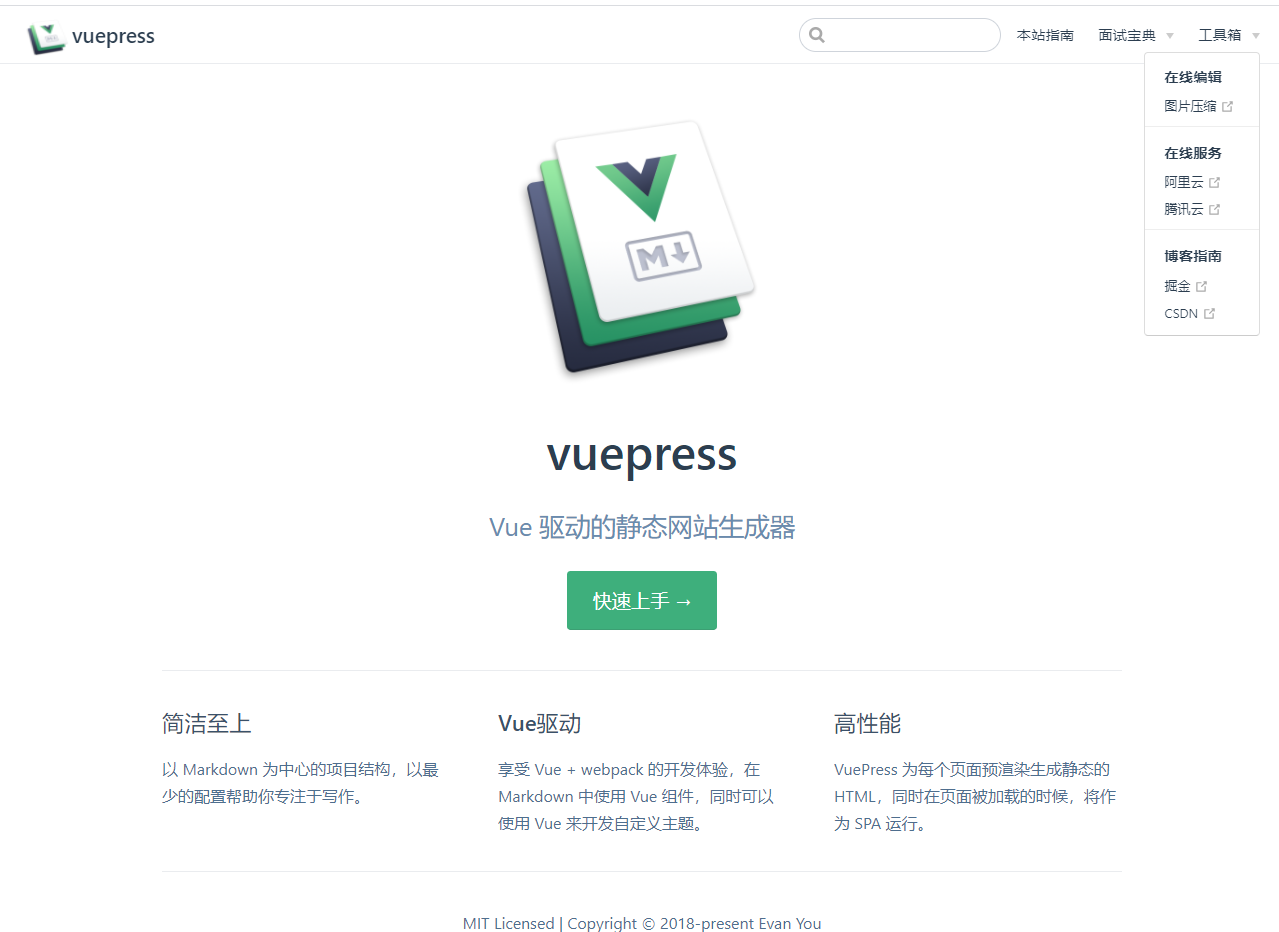 vuepress
本站指南 面试宝典 工具箱
在线编辑
图片压缩
在线服务
阿里云
腾讯云
博客指南
掘金
CSDN
M
vuepress
Vue 驱动的静态网站生成器
快速上手 →
简洁至上
以 Markdown 为中心的项目结构，以最
少的配置帮助你专注于写作。
Vue驱动
享受 Vue + webpack 的开发体验，在
Markdown 中使用 Vue 组件，同时可以
使用 Vue 来开发自定义主题。
高性能
VuePress 为每个页面预渲染生成静态的
HTML，同时在页面被加载的时候，将作
为 SPA 运行。
MIT Licensed | Copyright © 2018-present Evan You